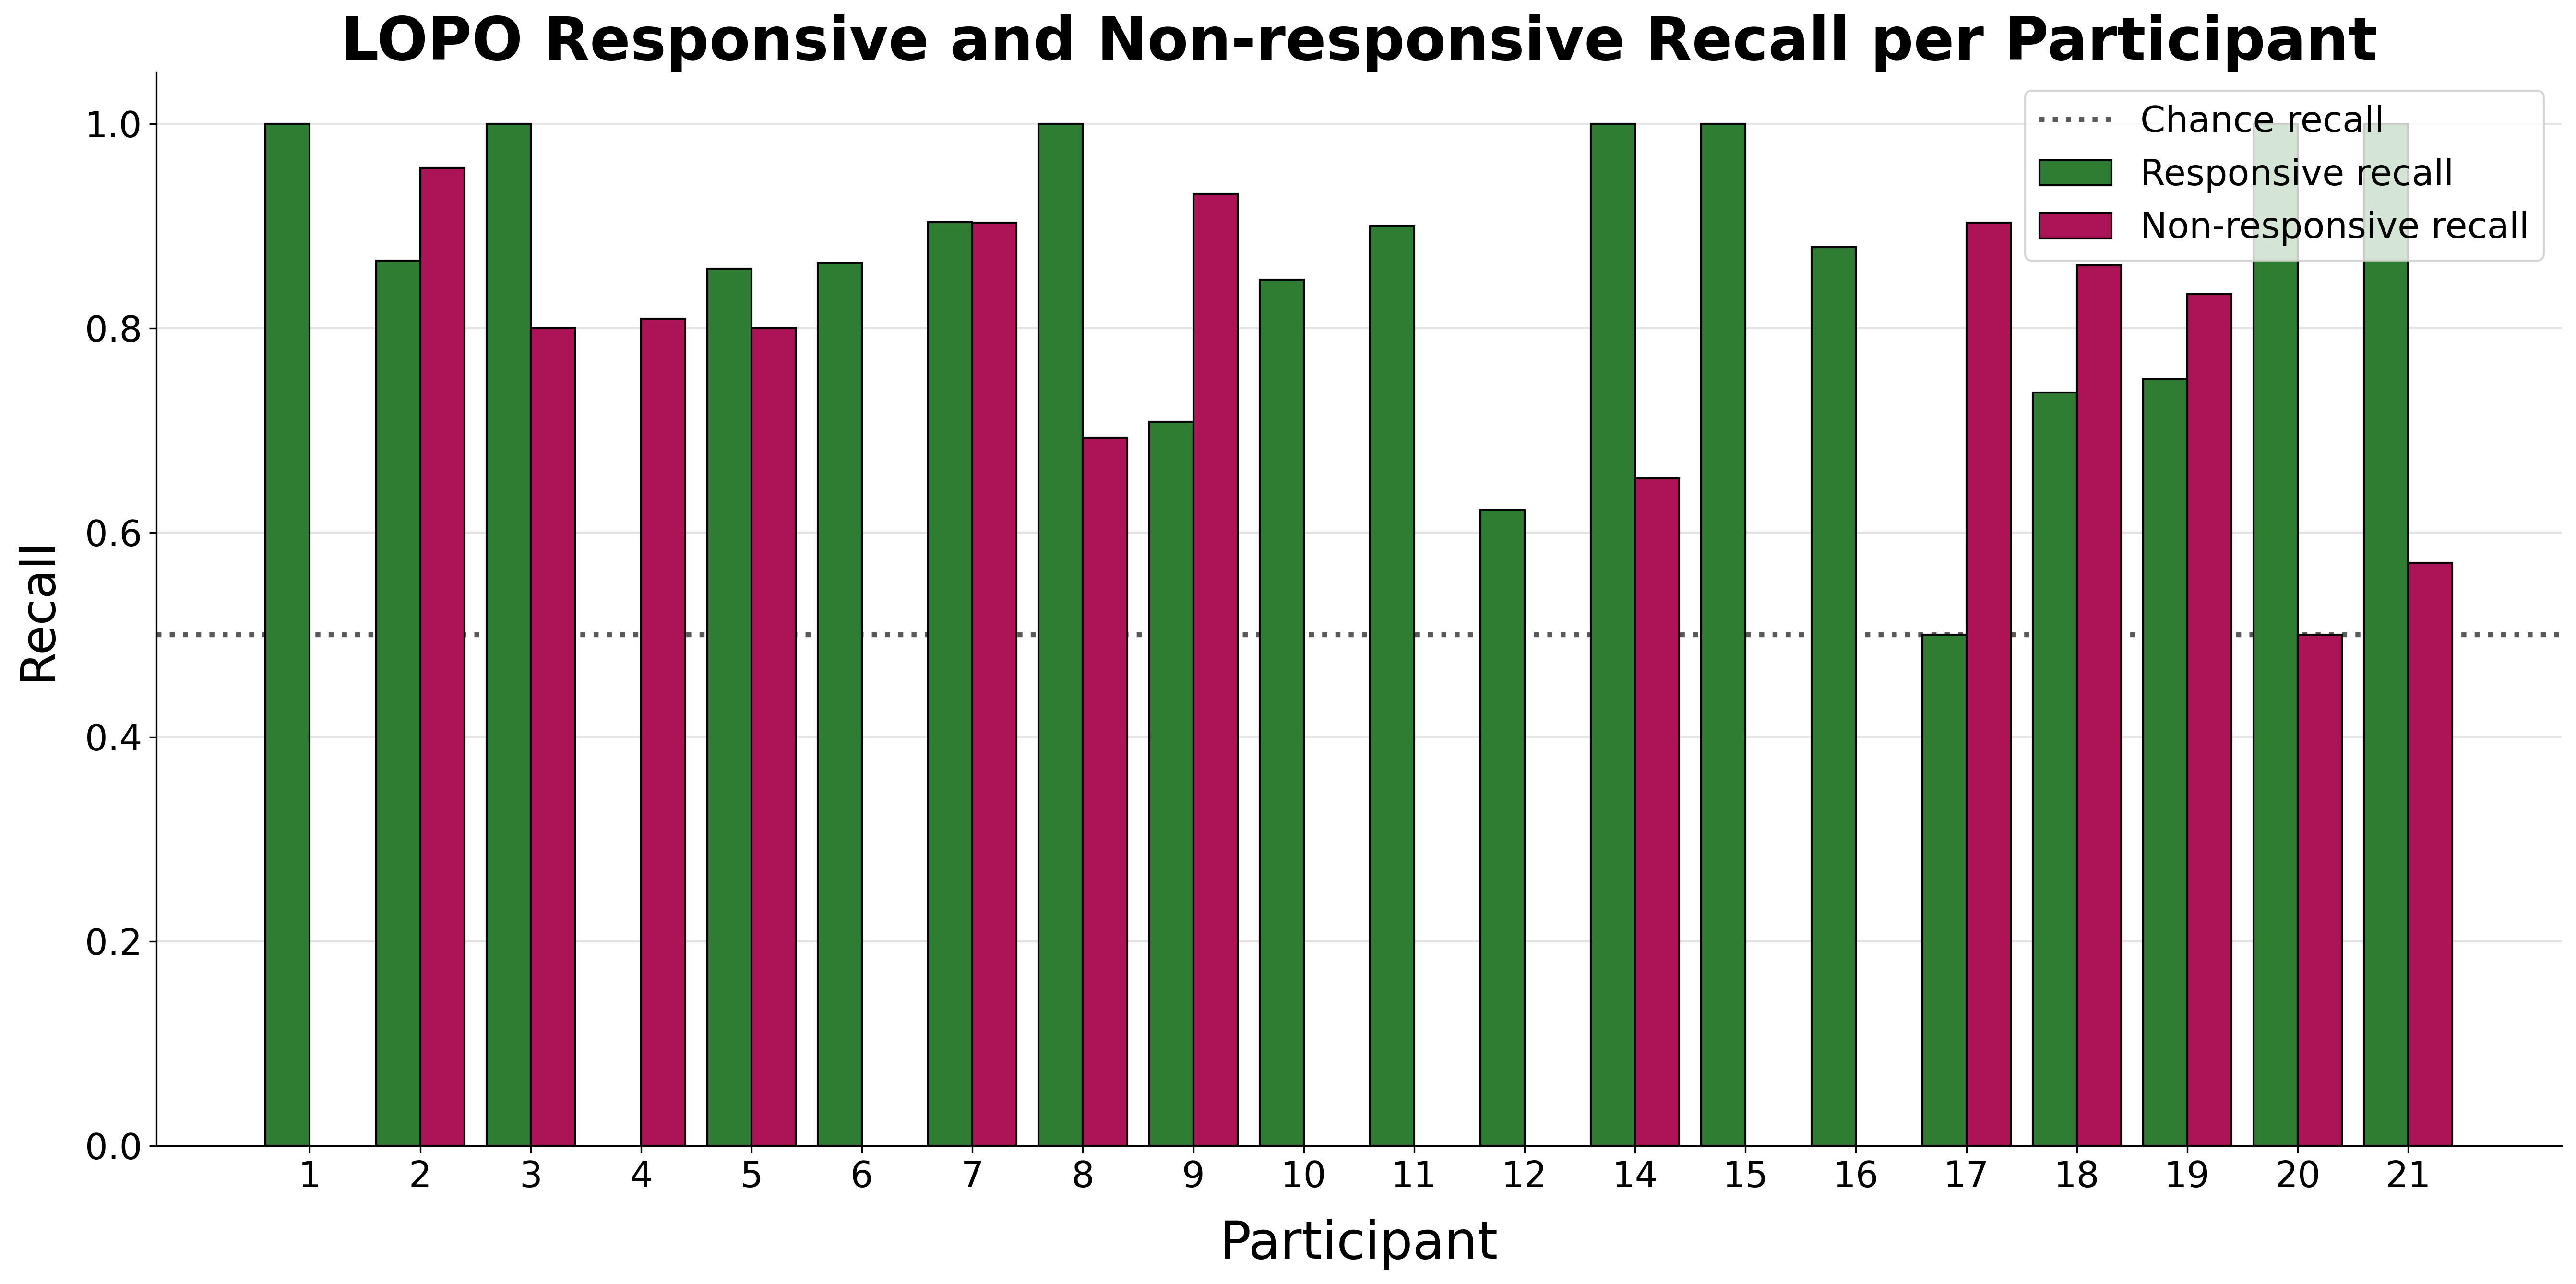 LOPO Responsive and Non-responsive Recall per Participant
Chance recall
Responsive recall
Non-responsive recall
1.0
0.8
0.6
0.4
0.2
0.0
Recall
1 2 3 4 5 6 7 8 9 10 11 12 14 15 16 17 18 19 20 21
Participant